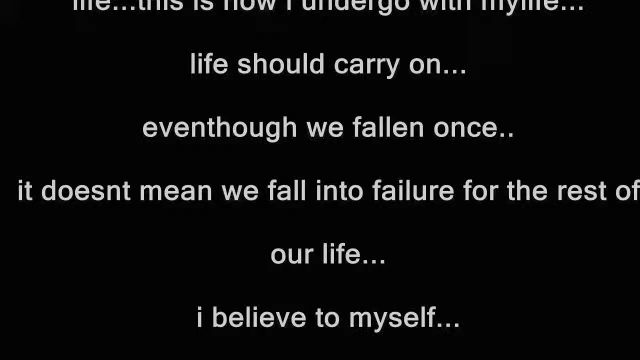 life...this is how i undergo with mylife...
life should carry on...
eventhough we fallen once..
it doesnt mean we fall into failure for the rest of
our life...
i believe to myself...